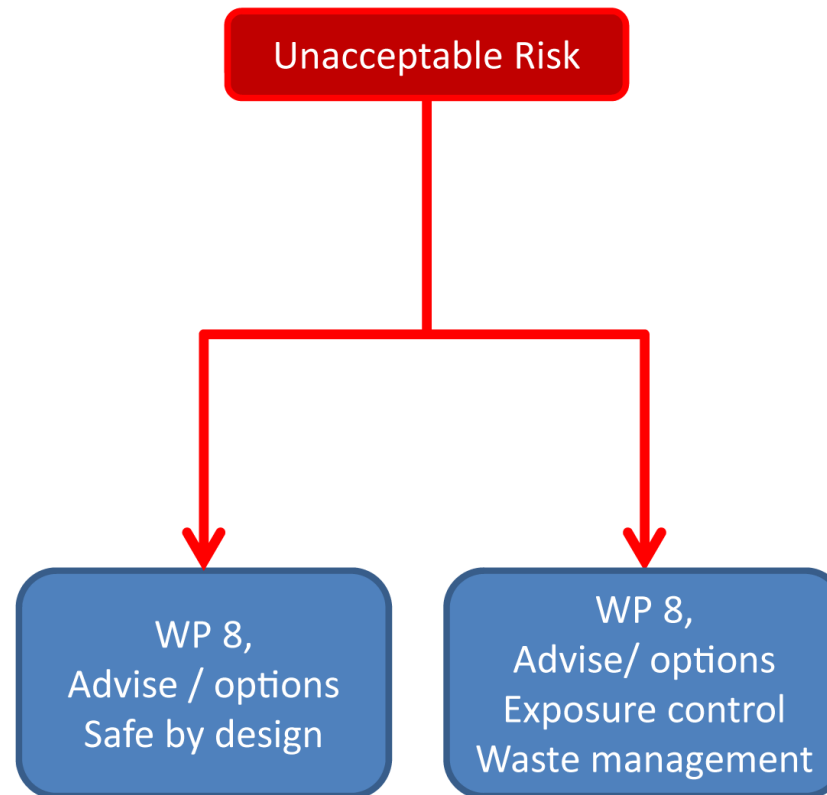 Unacceptable Risk
WP 8,
Advise / options
Safe by design
WP 8,
Advise/ options
Exposure control
Waste management